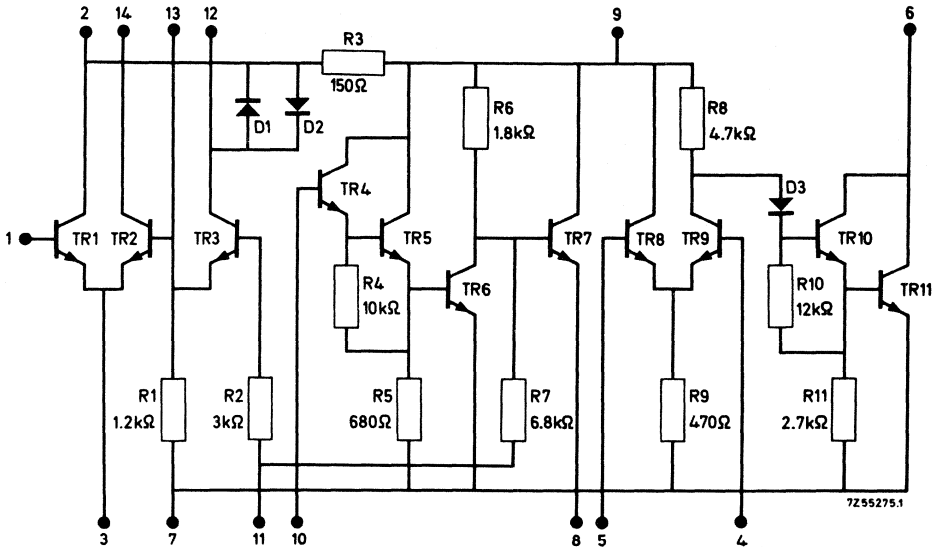 2 14 13 12 9 6
R3
150Ω
D1 D2
R6
1.8kΩ
R8
4.7kΩ
TR4
D3
1
TR1 TR2 TR3 TR5 TR7 TR8 TR9 TR10
R4
10kΩ
TR6
R10
12kΩ
TR11
R1
1.2kΩ
R2
3kΩ
R5
680Ω
R7
6.8kΩ
R9
470Ω
R11
2.7kΩ
7Z55275.1
3 7 11 10 8 5 4